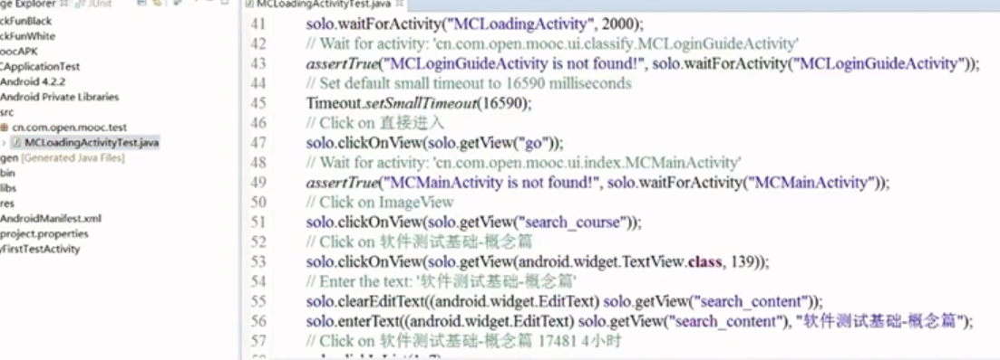 ge Explorer
JUnit
ckFunBlack
ckFunWhite
oocAPK
CApplicationTest
Android 4.2.2
Android Private Libraries
src
cn.com.open.mooc.test
MCLoadingActivityTest.java
gen [Generated Java Files]
bin
libs
res
AndroidManifest.xml
project.properties
yFirstTestActivity
MCLoadingActivityTest.java
41 solo.waitForActivity("MCLoadingActivity", 2000);
42 // Wait for activity: 'cn.com.open.mooc.ui.classify.MCLoginGuideActivity'
43 assertTrue("MCLoginGuideActivity is not found!", solo.waitForActivity("MCLoginGuideActivity"));
44 // Set default small timeout to 16590 milliseconds
45 Timeout.setSmallTimeout(16590);
46 // Click on 直接进入
47 solo.clickOnView(solo.getView("go"));
48 // Wait for activity: 'cn.com.open.mooc.ui.index.MCMainActivity'
49 assertTrue("MCMainActivity is not found!", solo.waitForActivity("MCMainActivity"));
50 // Click on ImageView
51 solo.clickOnView(solo.getView("search_course"));
52 // Click on 软件测试基础-概念篇
53 solo.clickOnView(solo.getView(android.widget.TextView.class, 139));
54 // Enter the text: '软件测试基础-概念篇'
55 solo.clearEditText((android.widget.EditText) solo.getView("search_content"));
56 solo.enterText((android.widget.EditText) solo.getView("search_content"), "软件测试基础-概念篇");
57 // Click on 软件测试基础-概念篇 17481 4小时